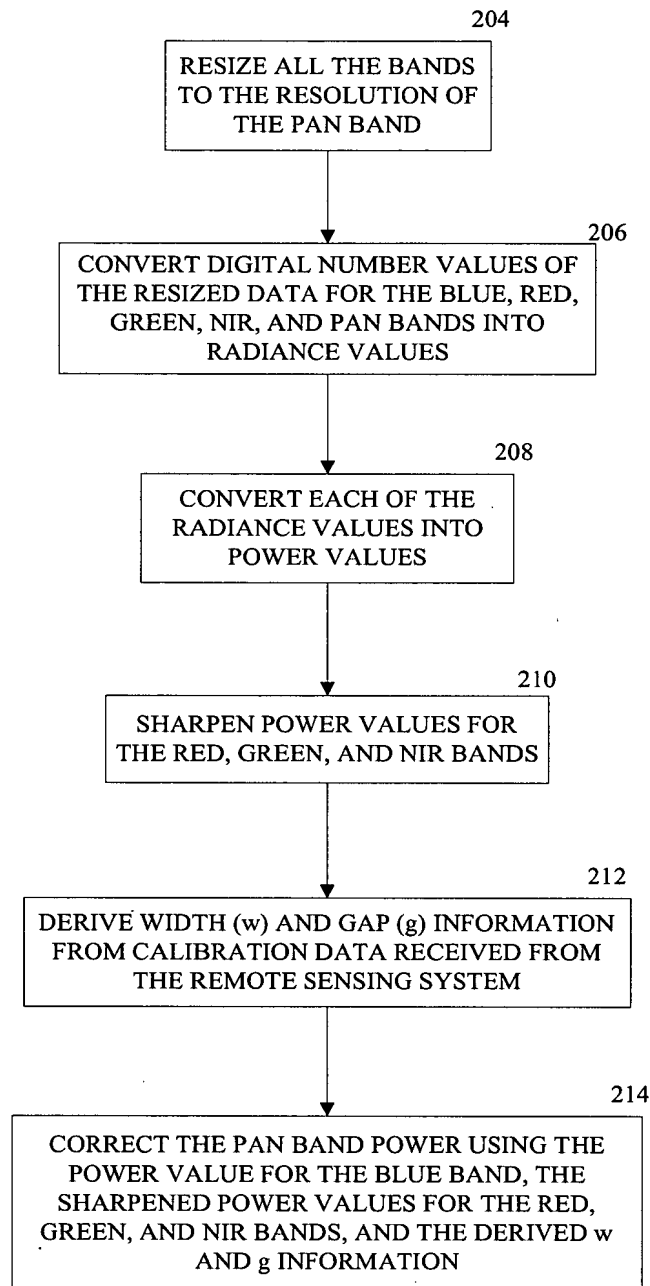 204
RESIZE ALL THE BANDS
TO THE RESOLUTION OF
THE PAN BAND
206
CONVERT DIGITAL NUMBER VALUES OF
THE RESIZED DATA FOR THE BLUE, RED,
GREEN, NIR, AND PAN BANDS INTO
RADIANCE VALUES
208
CONVERT EACH OF THE
RADIANCE VALUES INTO
POWER VALUES
210
SHARPEN POWER VALUES FOR
THE RED, GREEN, AND NIR BANDS
212
DERIVE WIDTH (w) AND GAP (g) INFORMATION
FROM CALIBRATION DATA RECEIVED FROM
THE REMOTE SENSING SYSTEM
214
CORRECT THE PAN BAND POWER USING THE
POWER VALUE FOR THE BLUE BAND, THE
SHARPENED POWER VALUES FOR THE RED,
GREEN, AND NIR BANDS, AND THE DERIVED w
AND g INFORMATION